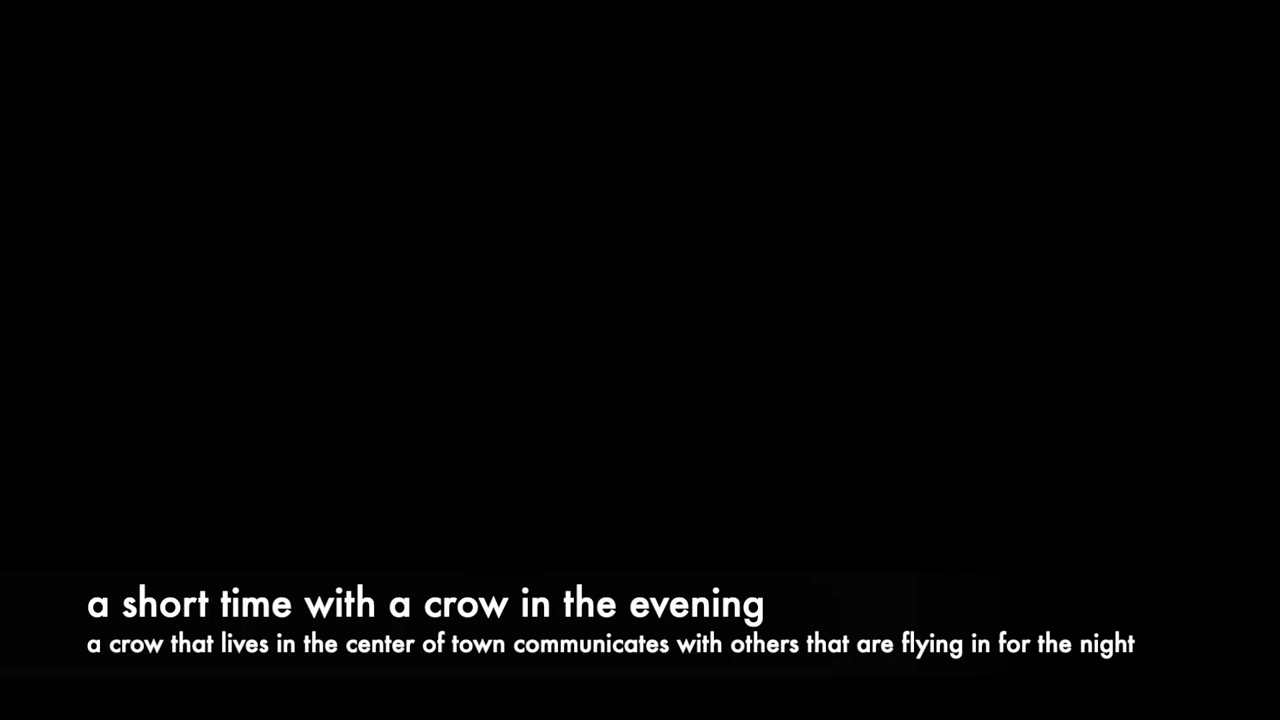 a short time with a crow in the evening
a crow that lives in the center of town communicates with others that are flying in for the night